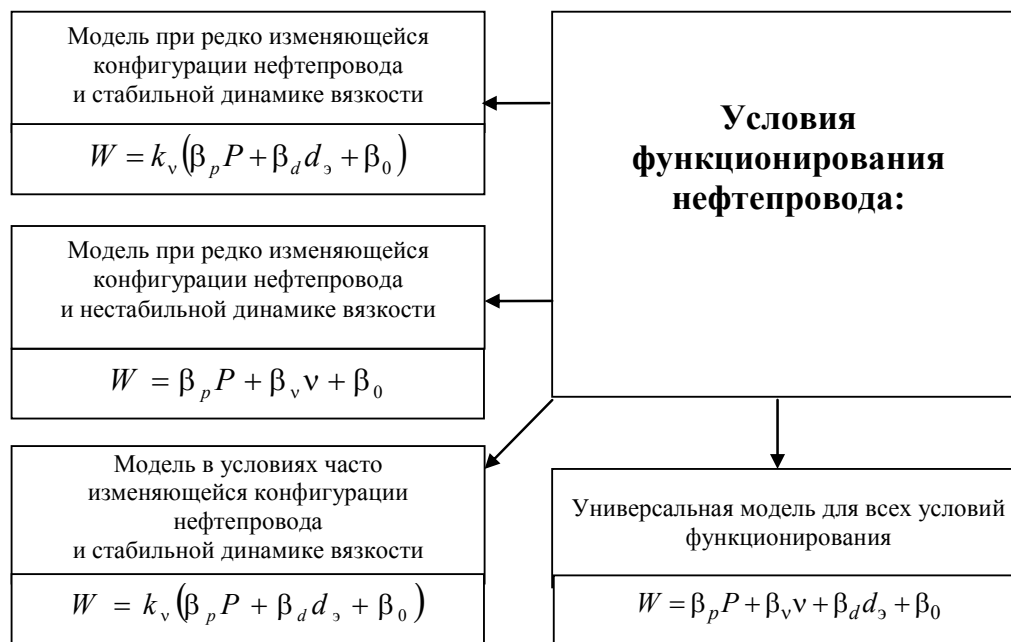 Модель при редко изменяющейся
конфигурации нефтепровода
и стабильной динамике вязкости
W = k_ν(β_p P + β_d d_э + β_0)
Модель при редко изменяющейся
конфигурации нефтепровода
и нестабильной динамике вязкости
W = β_p P + β_ν ν + β_0
Модель в условиях часто
изменяющейся конфигурации
нефтепровода
и стабильной динамике вязкости
W = k_ν(β_p P + β_d d_э + β_0)
Условия
функционирования
нефтепровода:
Универсальная модель для всех условий
функционирования
W = β_p P + β_ν ν + β_d d_э + β_0